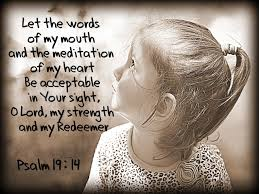 Let the words
of my mouth
and the meditation
of my heart
Be acceptable
in Your sight,
O Lord, my strength
and my Redeemer
Psalm 19:14